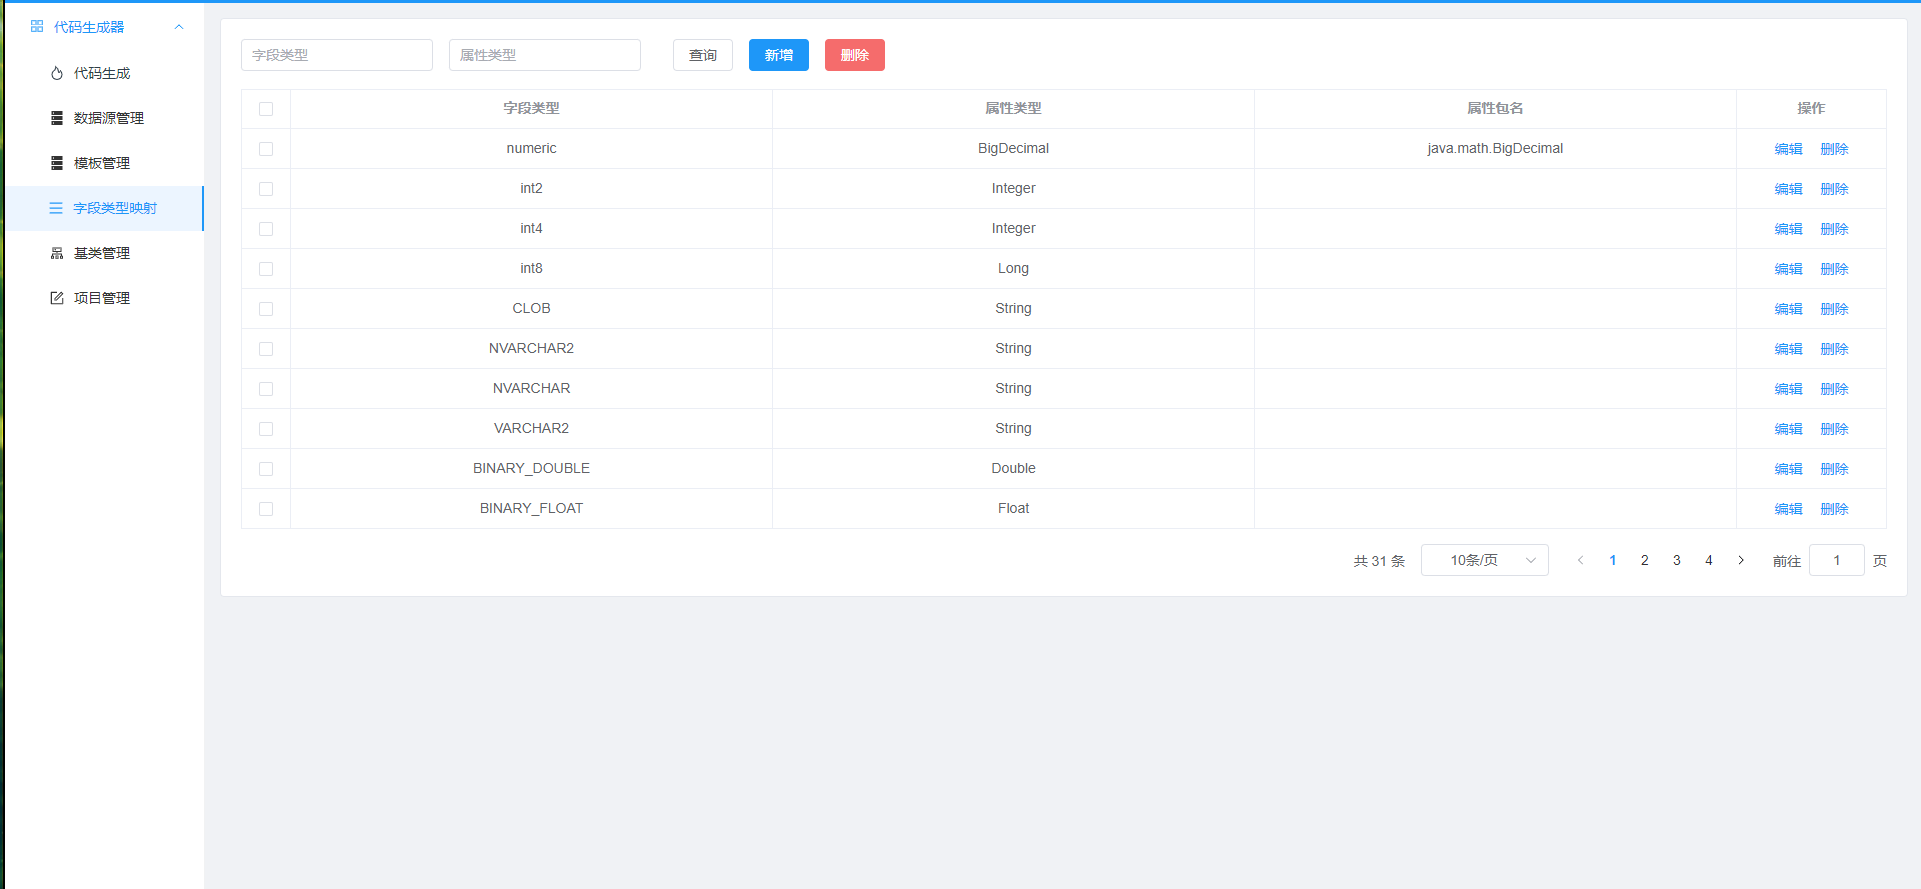 代码生成器
代码生成
数据源管理
模板管理
字段类型映射
基类管理
项目管理
字段类型 属性类型 查询 新增 删除
字段类型 属性类型 属性包名 操作
numeric BigDecimal java.math.BigDecimal 编辑 删除
int2 Integer 编辑 删除
int4 Integer 编辑 删除
int8 Long 编辑 删除
CLOB String 编辑 删除
NVARCHAR2 String 编辑 删除
NVARCHAR String 编辑 删除
VARCHAR2 String 编辑 删除
BINARY_DOUBLE Double 编辑 删除
BINARY_FLOAT Float 编辑 删除
共 31 条 10条/页 1 2 3 4 前往 1 页